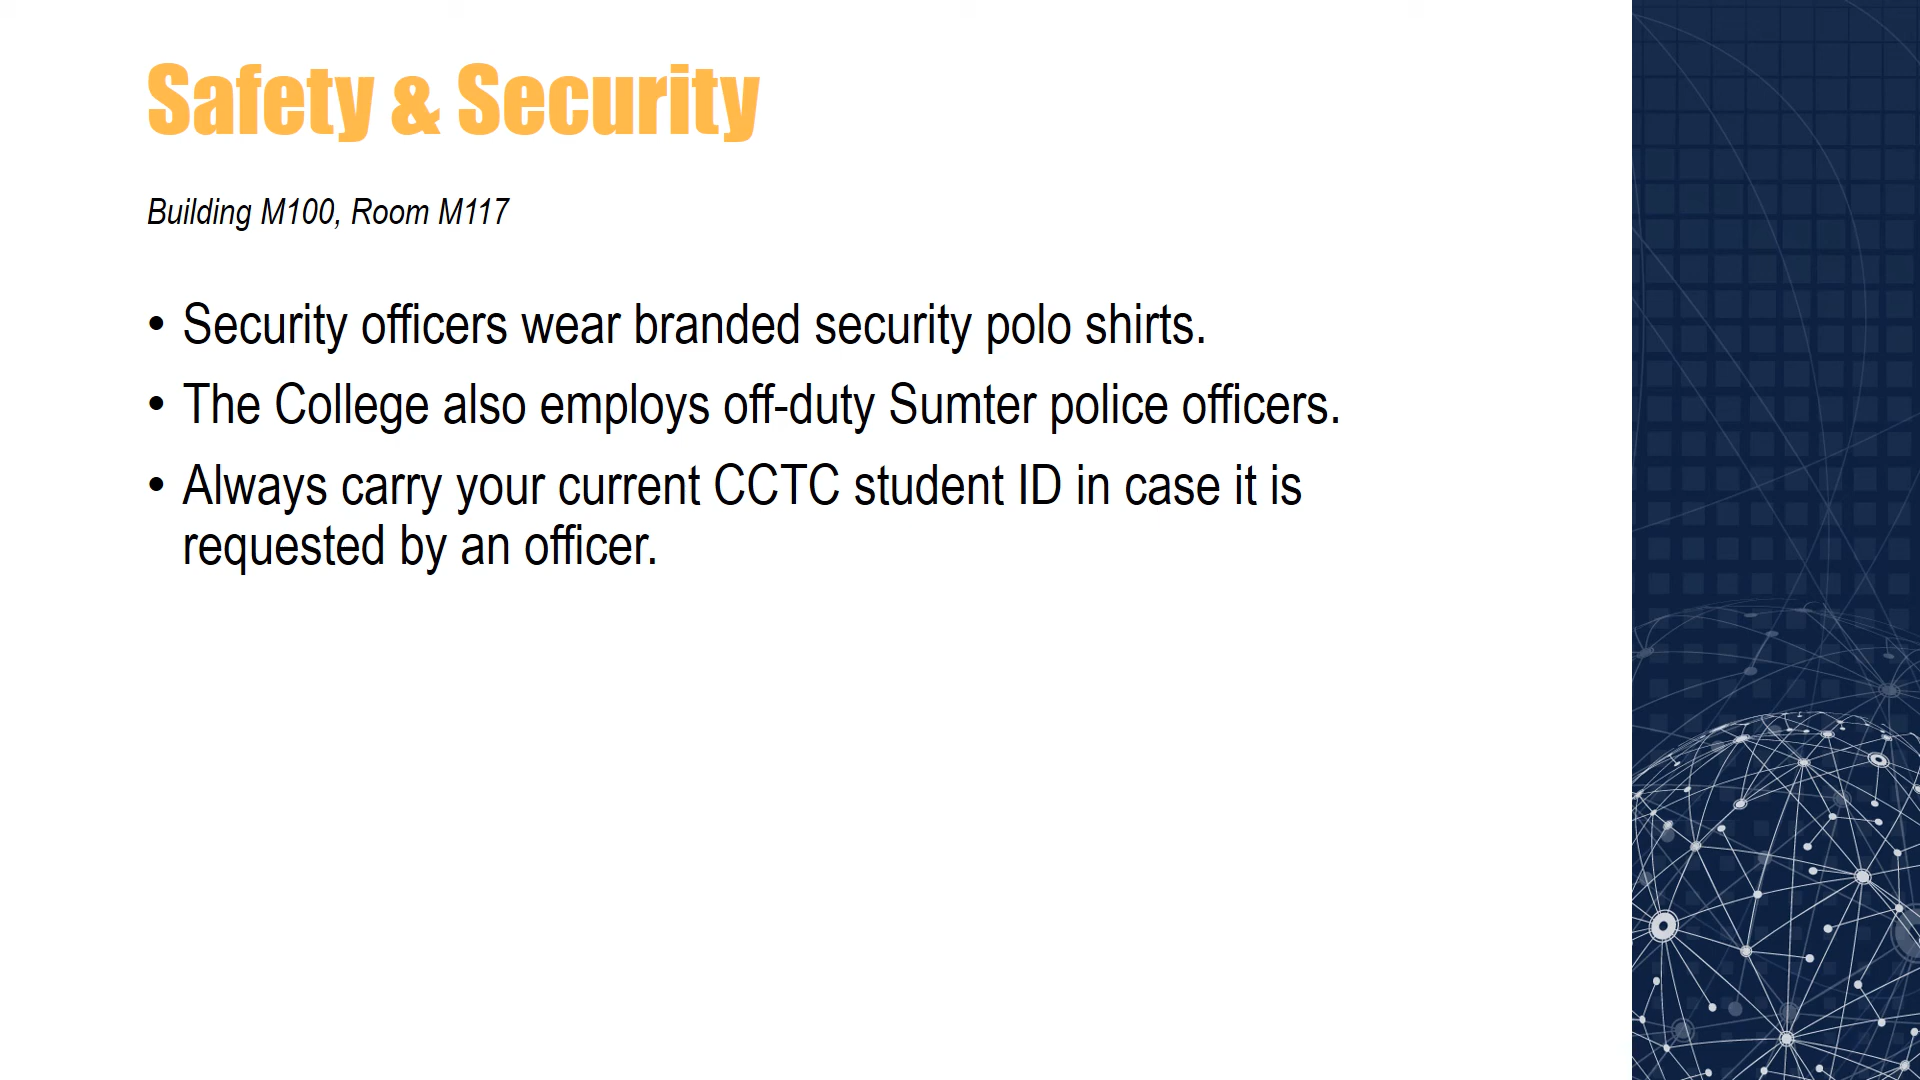 Safety & Security
Building M100, Room M117
• Security officers wear branded security polo shirts.
• The College also employs off-duty Sumter police officers.
• Always carry your current CCTC student ID in case it is
requested by an officer.